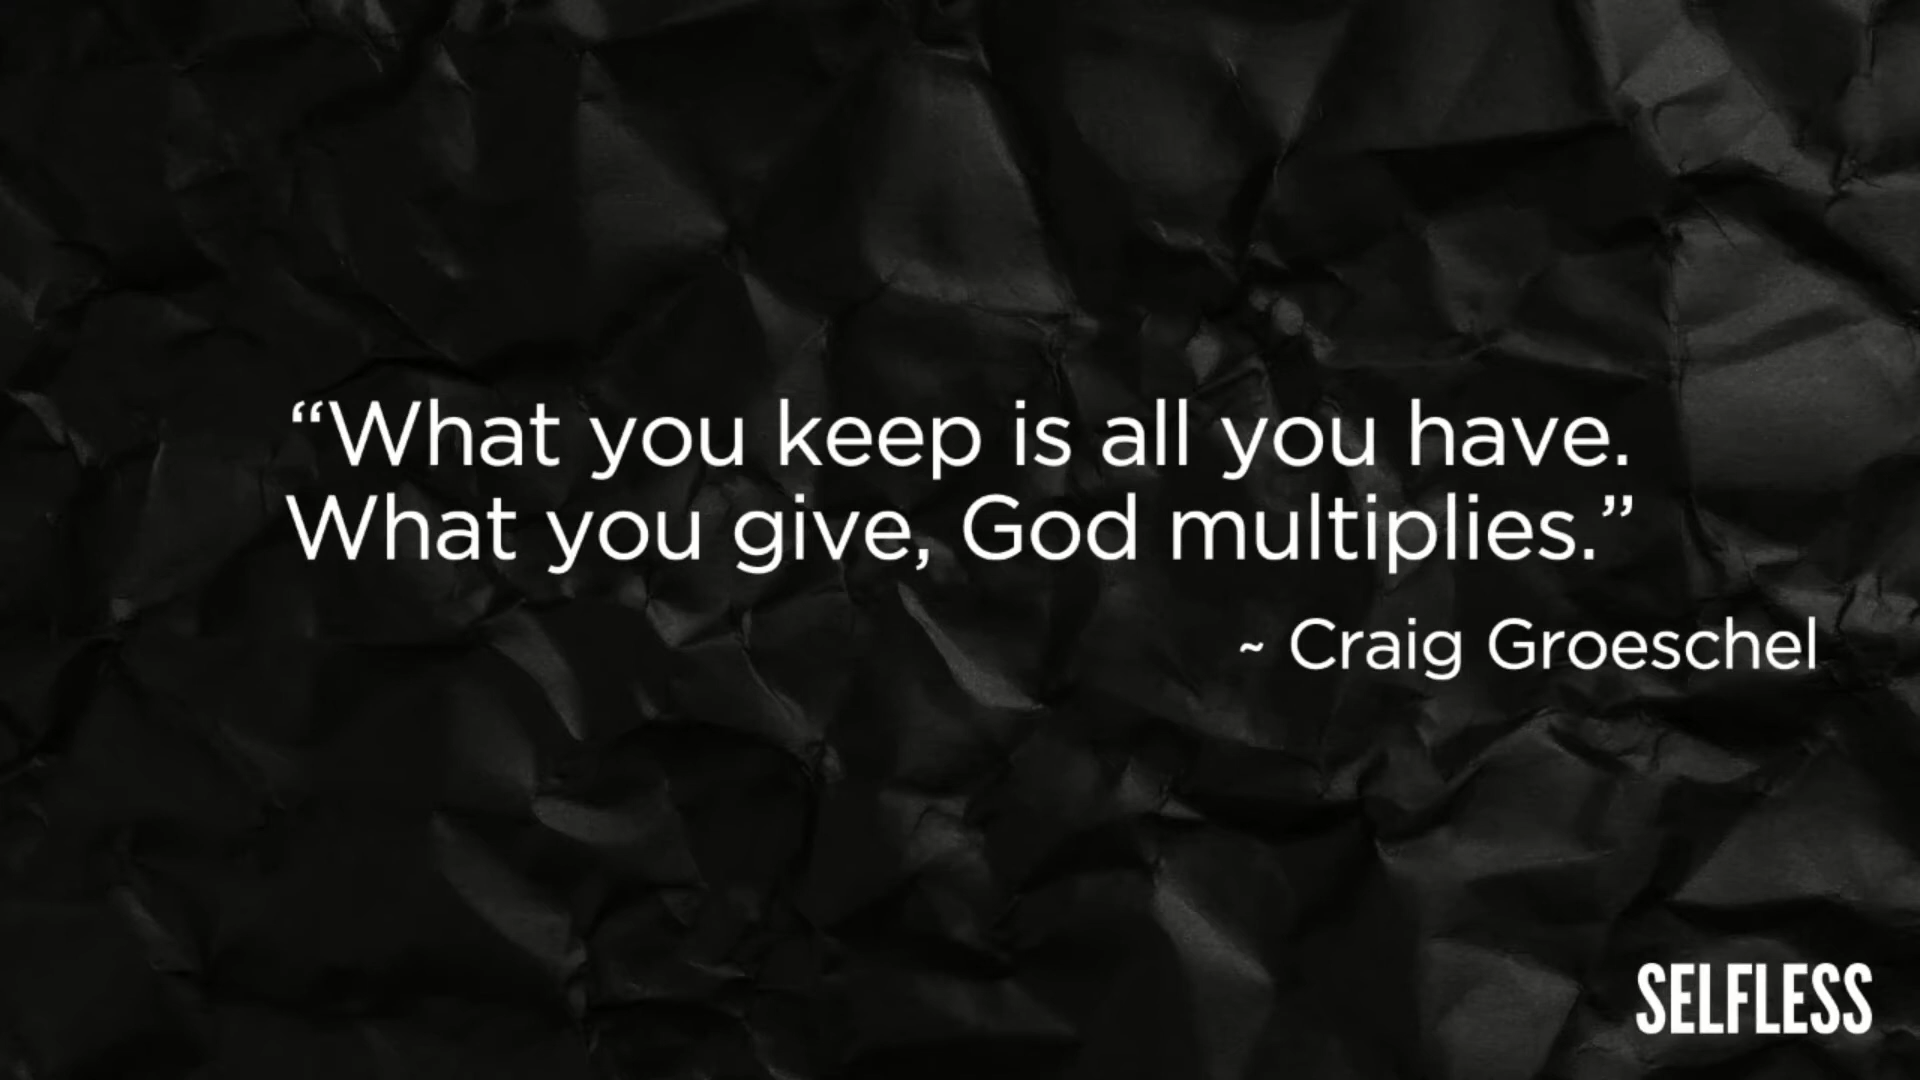 “What you keep is all you have.
What you give, God multiplies.”
~ Craig Groeschel
SELFLESS